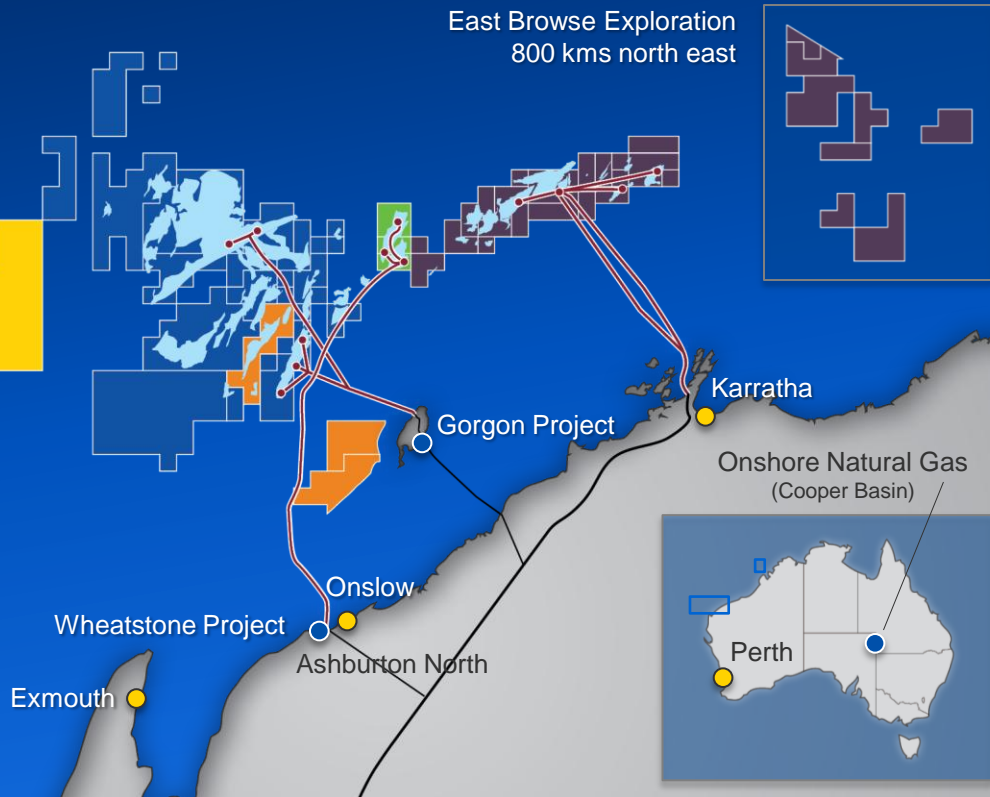 East Browse Exploration
800 kms north east
Karratha
Gorgon Project
Onshore Natural Gas
(Cooper Basin)
Onslow
Wheatstone Project
Ashburton North
Perth
Exmouth